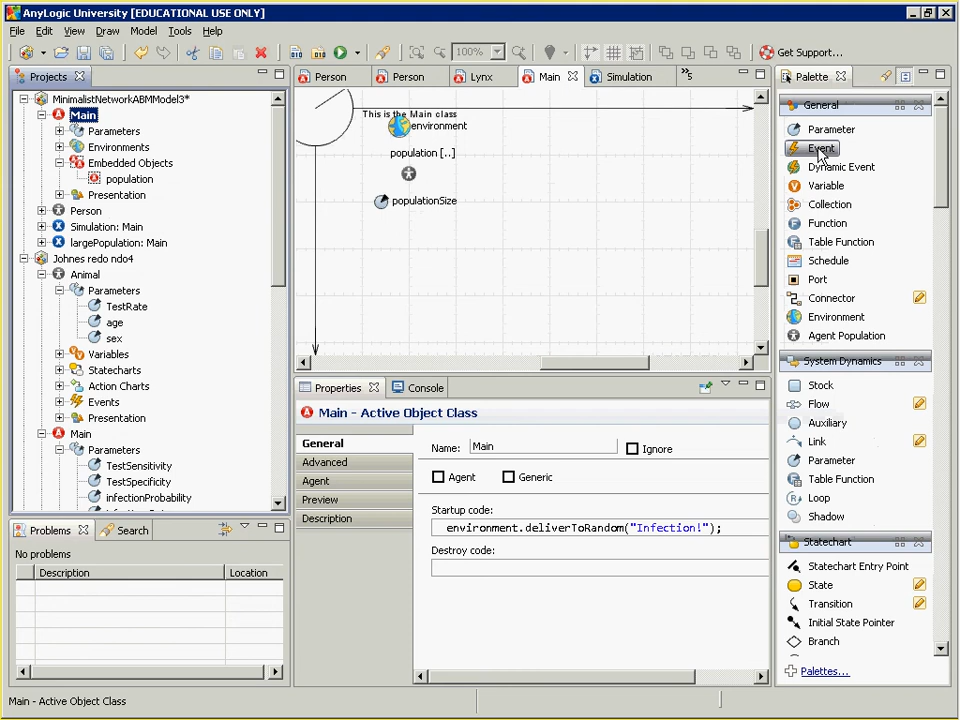 AnyLogic University [EDUCATIONAL USE ONLY]
File Edit View Draw Model Tools Help
100% Get Support...
Projects
MinimalistNetworkABMModel3*
Main
Parameters
Environments
Embedded Objects
population
Presentation
Person
Simulation: Main
largePopulation: Main
Johnes redo ndo4
Animal
Parameters
TestRate
age
sex
Variables
Statecharts
Action Charts
Events
Presentation
Main
Parameters
TestSensitivity
TestSpecificity
infectionProbability
Problems Search
No problems
Description Location
Person Person Lynx Main Simulation »5
This is the Main class
environment
population [..]
populationSize
Properties Console
Main - Active Object Class
General
Advanced
Agent
Preview
Description
Name: Main Ignore
Agent Generic
Startup code:
environment.deliverToRandom("Infection!");
Destroy code:
Palette
General
Parameter
Event
Dynamic Event
Variable
Collection
Function
Table Function
Schedule
Port
Connector
Environment
Agent Population
System Dynamics
Stock
Flow
Auxiliary
Link
Parameter
Table Function
Loop
Shadow
Statechart
Statechart Entry Point
State
Transition
Initial State Pointer
Branch
Palettes...
Main - Active Object Class